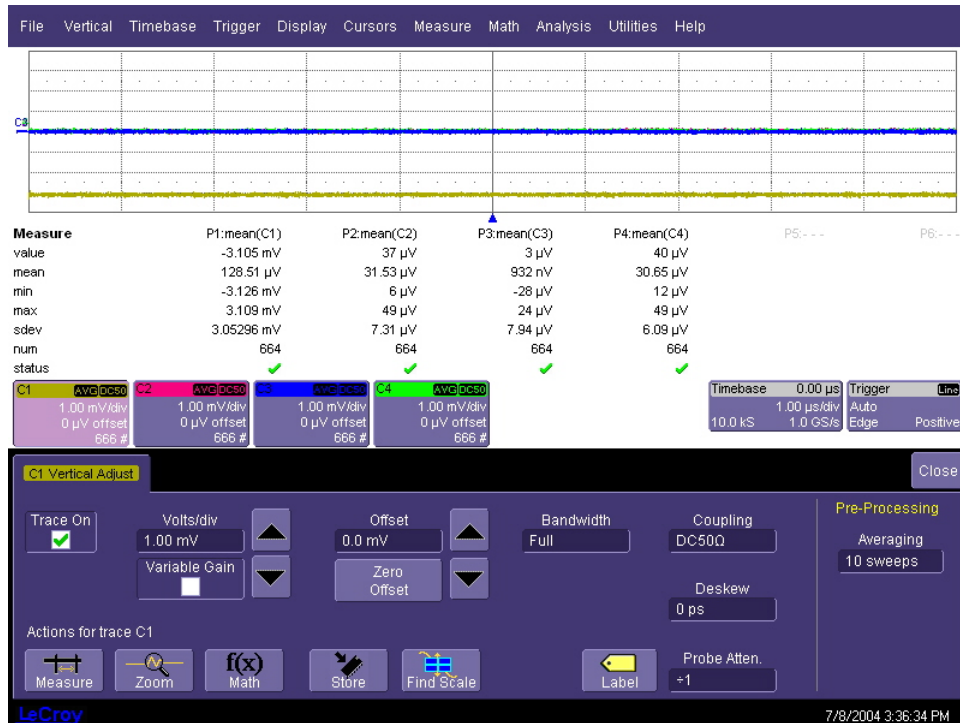 File Vertical Timebase Trigger Display Cursors Measure Math Analysis Utilities Help
C3
Measure P1:mean(C1) P2:mean(C2) P3:mean(C3) P4:mean(C4) P5:- - - P6:- - -
value -3.105 mV 37 µV 3 µV 40 µV
mean 128.51 µV 31.53 µV 932 nV 30.65 µV
min -3.126 mV 6 µV -28 µV 12 µV
max 3.109 mV 49 µV 24 µV 49 µV
sdev 3.05296 mV 7.31 µV 7.94 µV 6.09 µV
num 664 664 664 664
status
C1 AVG DC50 C2 AVG DC50 C3 AVG DC50 C4 AVG DC50 Timebase 0.00 µs Trigger Line
1.00 mV/div 1.00 mV/div 1.00 mV/div 1.00 mV/div 1.00 µs/div Auto
0 µV offset 0 µV offset 0 µV offset 0 µV offset 10.0 kS 1.0 GS/s Edge Positive
666 # 666 # 666 # 666 #
C1 Vertical Adjust Close
Pre-Processing
Trace On Volts/div Offset Bandwidth Coupling Averaging
1.00 mV 0.0 mV Full DC50Ω 10 sweeps
Variable Gain Zero Offset Deskew
0 ps
Actions for trace C1
Measure Zoom f(x) Math Store Find Scale Label Probe Atten.
÷1
LeCroy 7/8/2004 3:36:34 PM